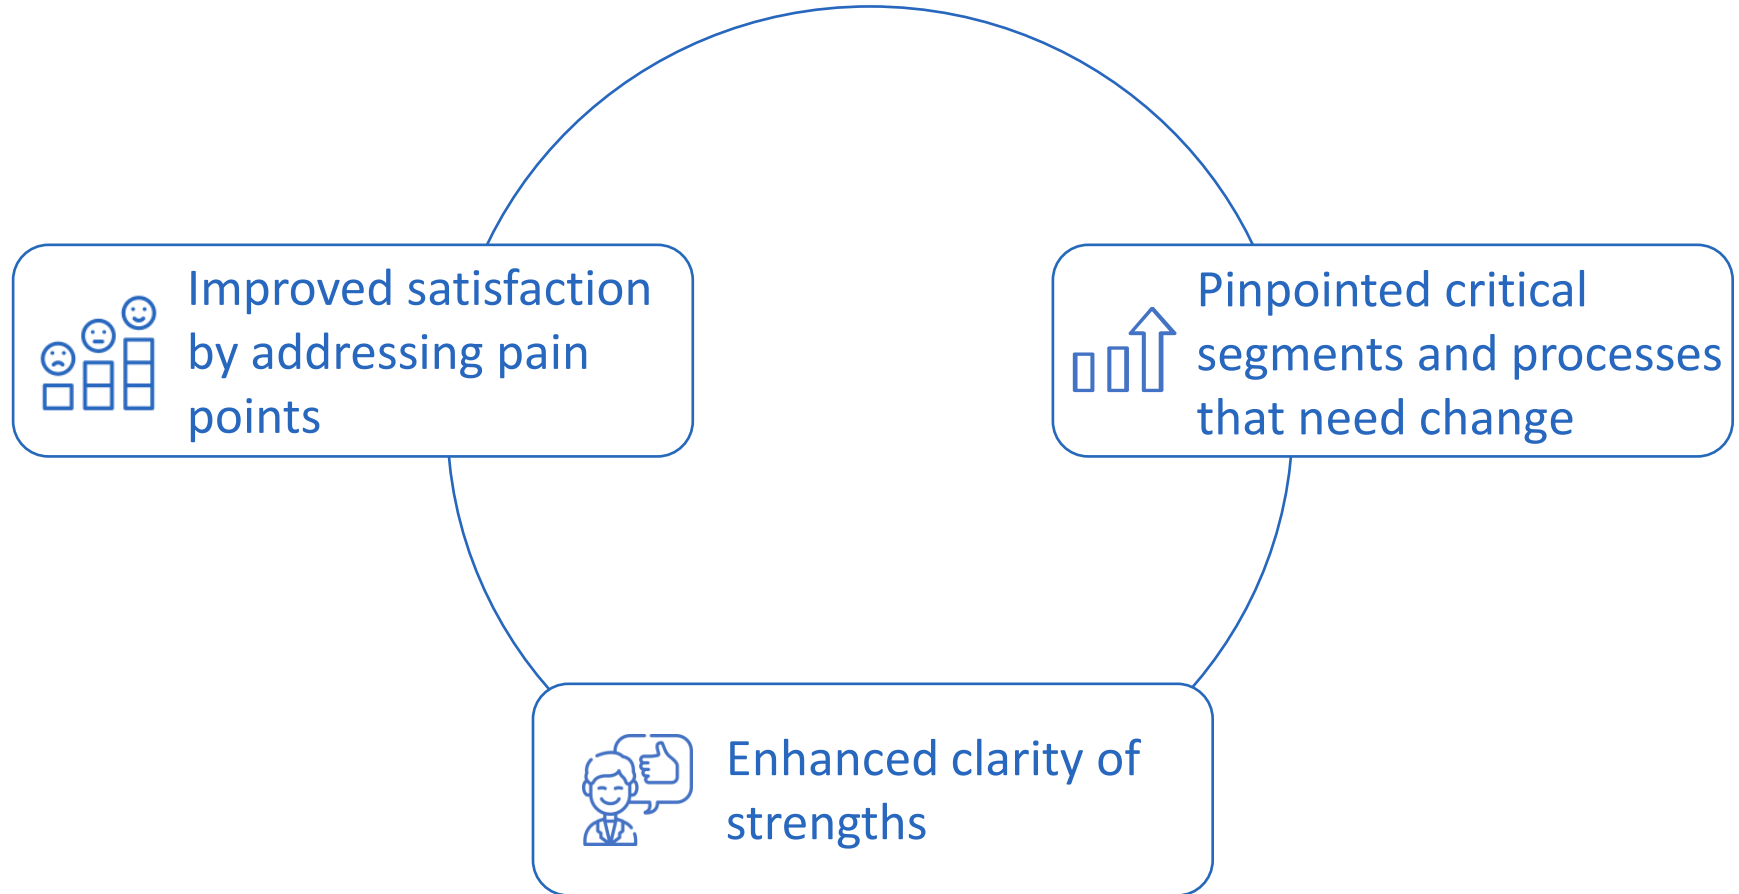 Improved satisfaction
by addressing pain
points
Pinpointed critical
segments and processes
that need change
Enhanced clarity of
strengths